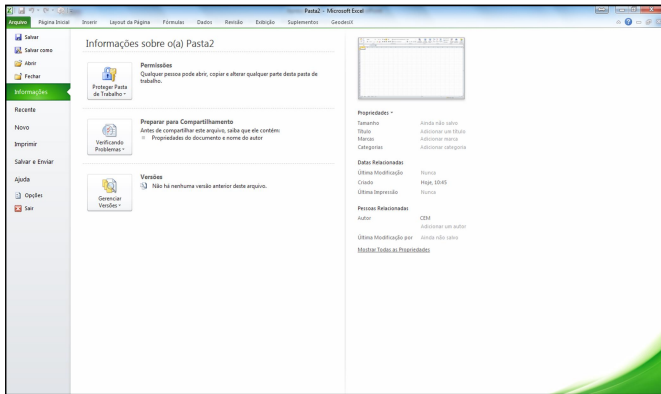 Pasta2 - Microsoft Excel
Arquivo Página Inicial Inserir Layout da Página Fórmulas Dados Revisão Exibição Suplementos GeodesiX
Salvar
Salvar como
Abrir
Fechar
Informações
Recente
Novo
Imprimir
Salvar e Enviar
Ajuda
Opções
Sair
Informações sobre o(a) Pasta2
Proteger Pasta
de Trabalho
Permissões
Qualquer pessoa pode abrir, copiar e alterar qualquer parte desta pasta de
trabalho.
Verificando
Problemas
Preparar para Compartilhamento
Antes de compartilhar este arquivo, saiba que ele contém:
Propriedades do documento e nome do autor
Gerenciar
Versões
Versões
Não há nenhuma versão anterior deste arquivo.
Propriedades
Tamanho Ainda não salvo
Título Adicionar um título
Marcas Adicionar marca
Categorias Adicionar categoria
Datas Relacionadas
Última Modificação Nunca
Criado Hoje, 10:45
Última Impressão Nunca
Pessoas Relacionadas
Autor CEM
Adicionar um autor
Última Modificação por Ainda não salvo
Mostrar Todas as Propriedades